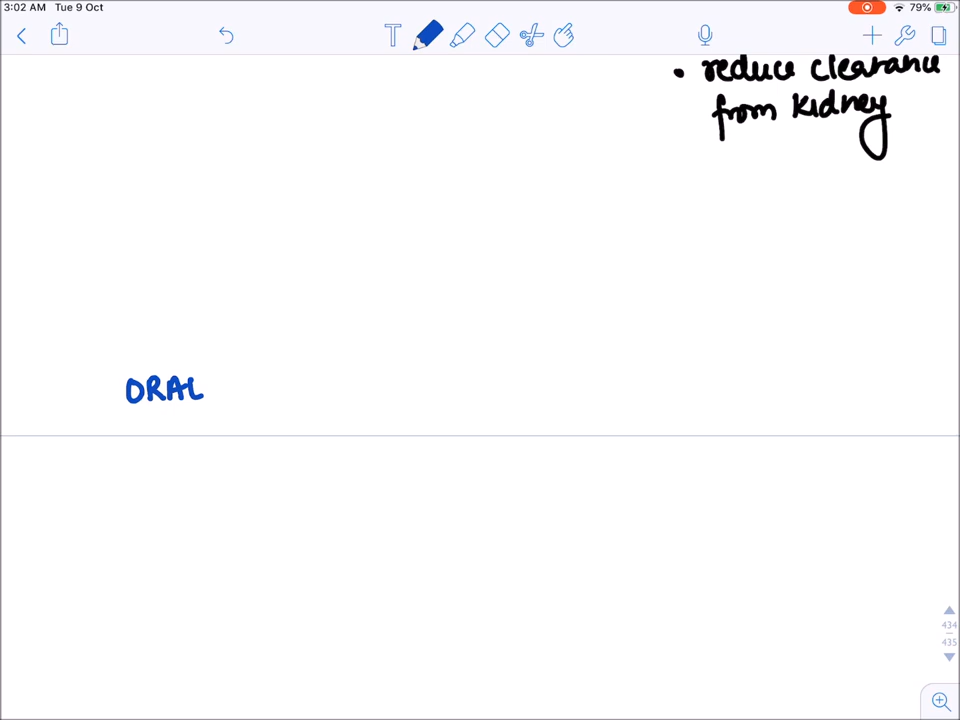 3:02 AM Tue 9 Oct 79%
T
• reduce clearance
from kidney
ORAL
434
435